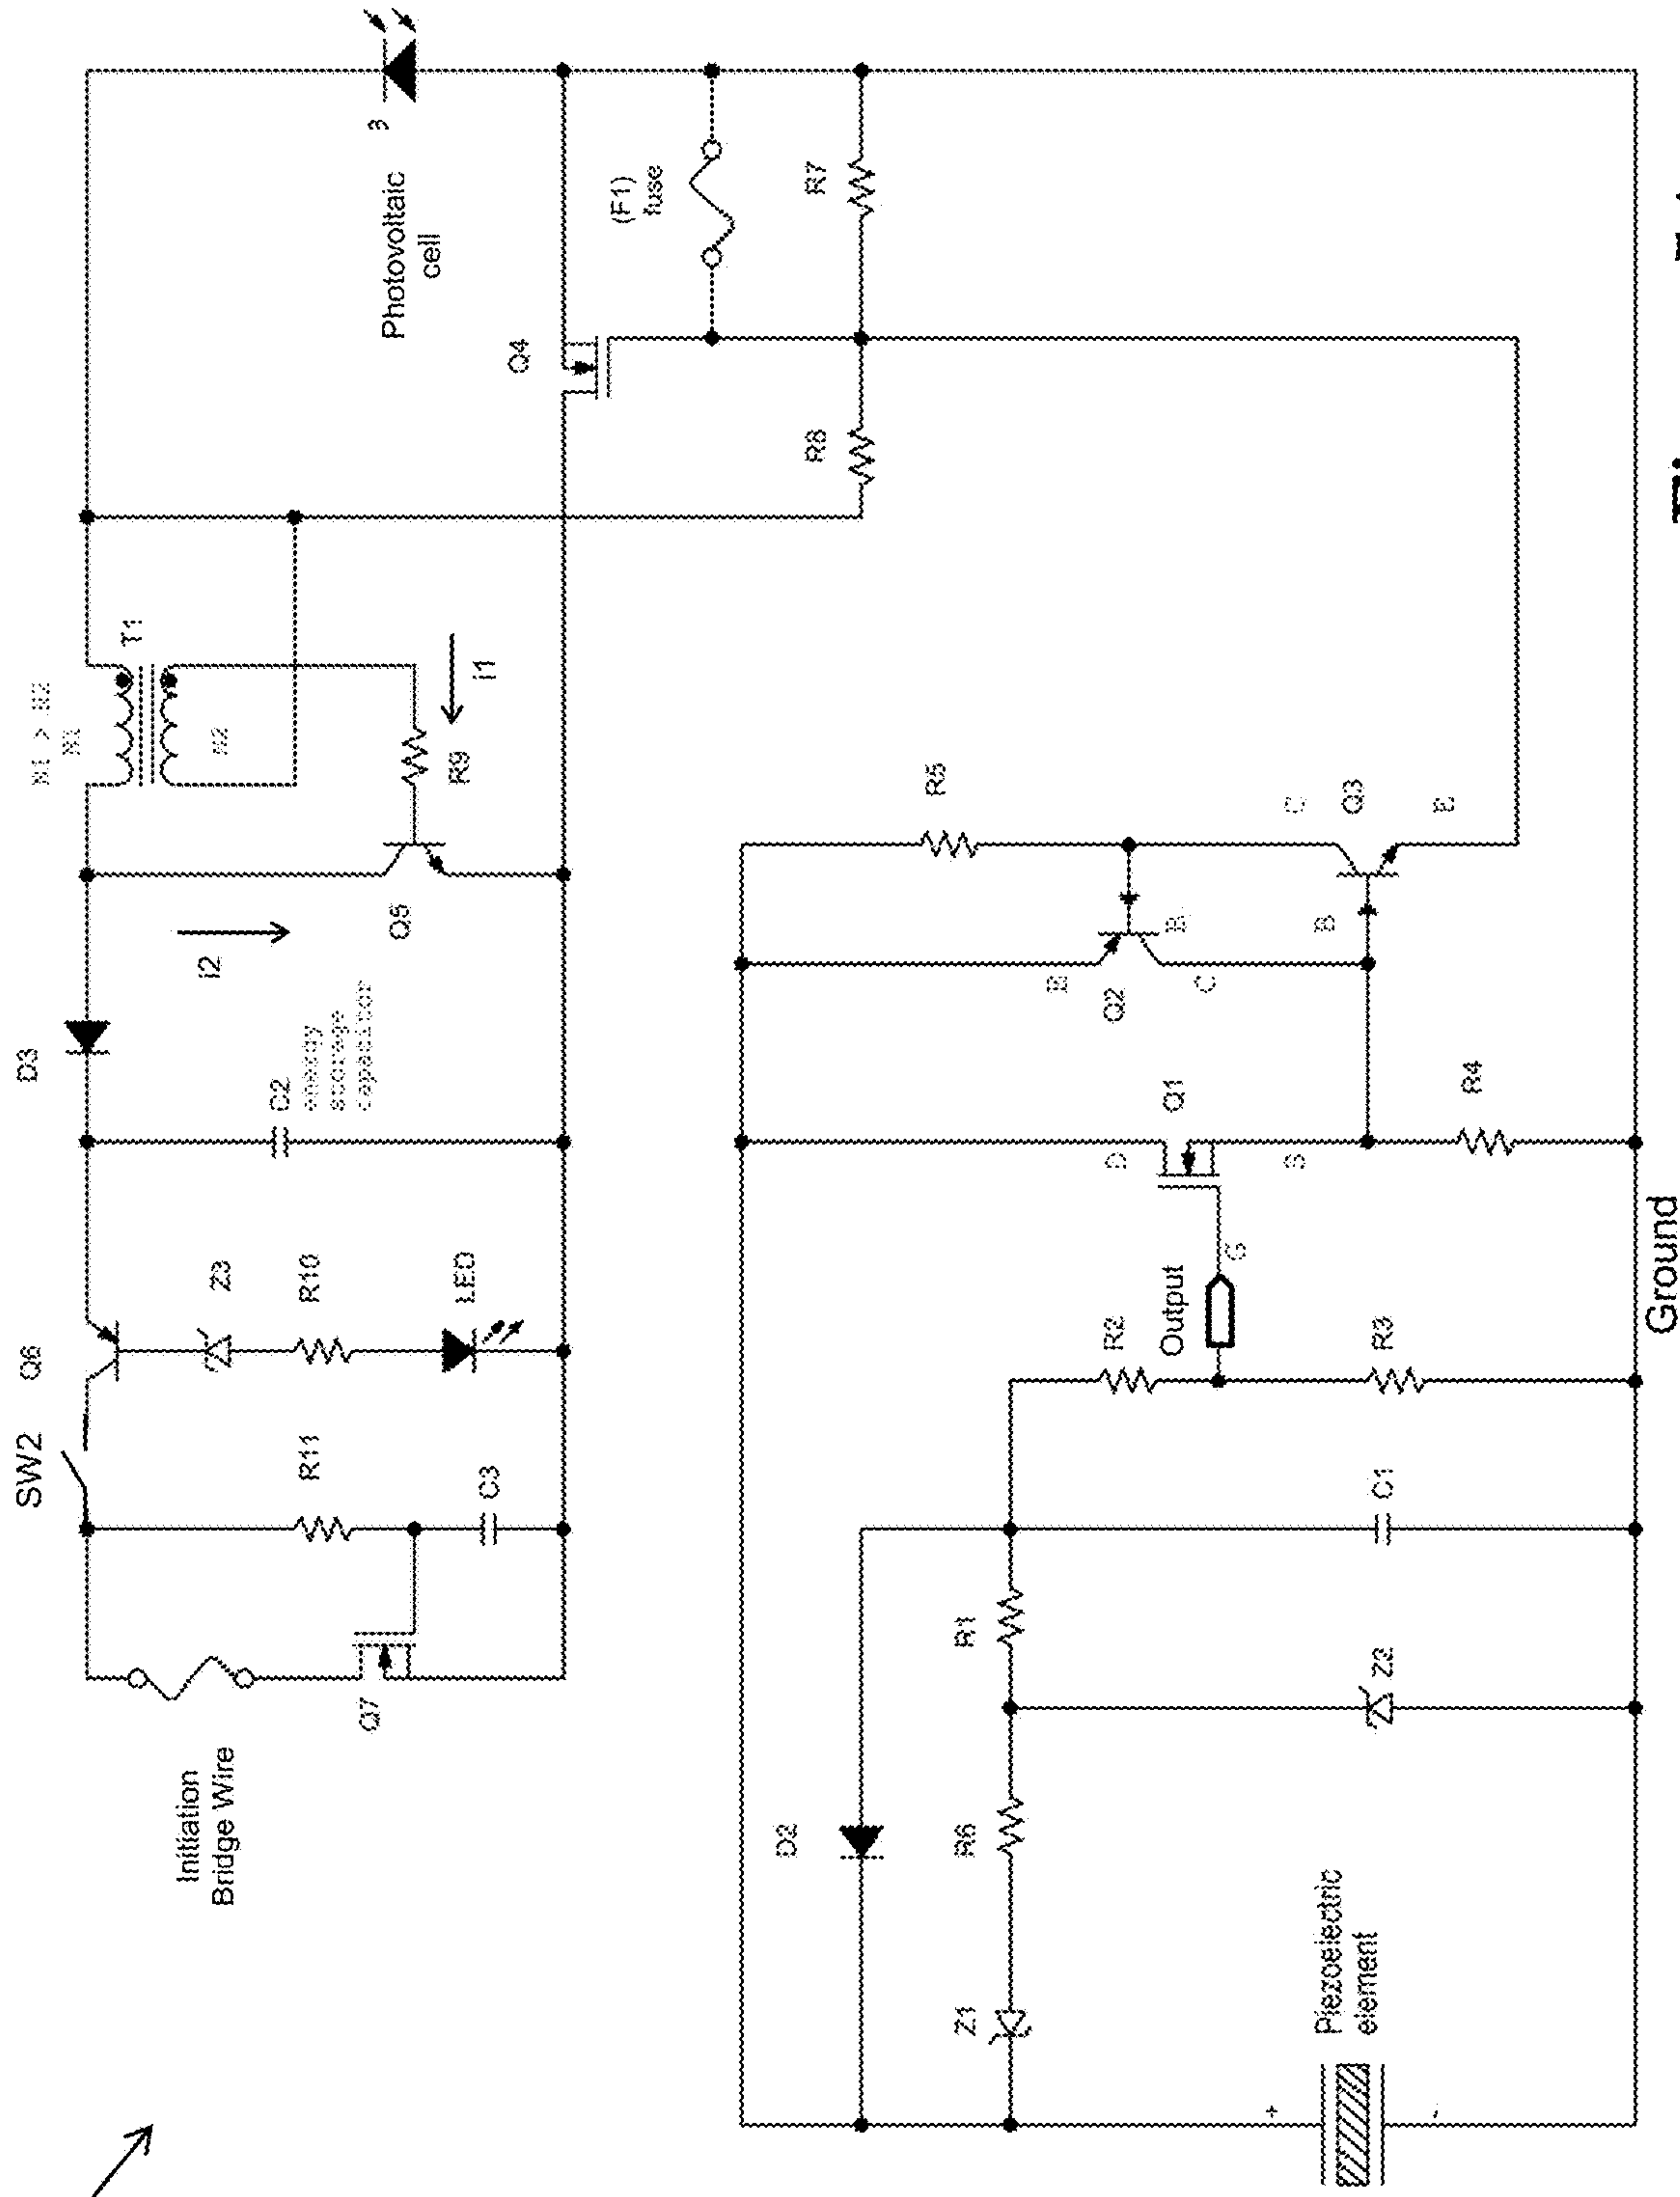 SW2
Q6
D3
N1 > N2
N1
T1
N2
Initiation
Bridge Wire
R11
Z3
R10
C2
energy
storage
capacitor
i2
R9
i1
Photovoltaic
cell
3
Q7
C3
LED
Q5
Q4
(F1)
fuse
R8
R7
D2
R5
Z1
R6
R1
R2
Output
G
D
Q1
S
E
Q2
C
B
B
C
Q3
E
Piezoelectric
element
+
-
Z2
C1
R3
R4
Ground